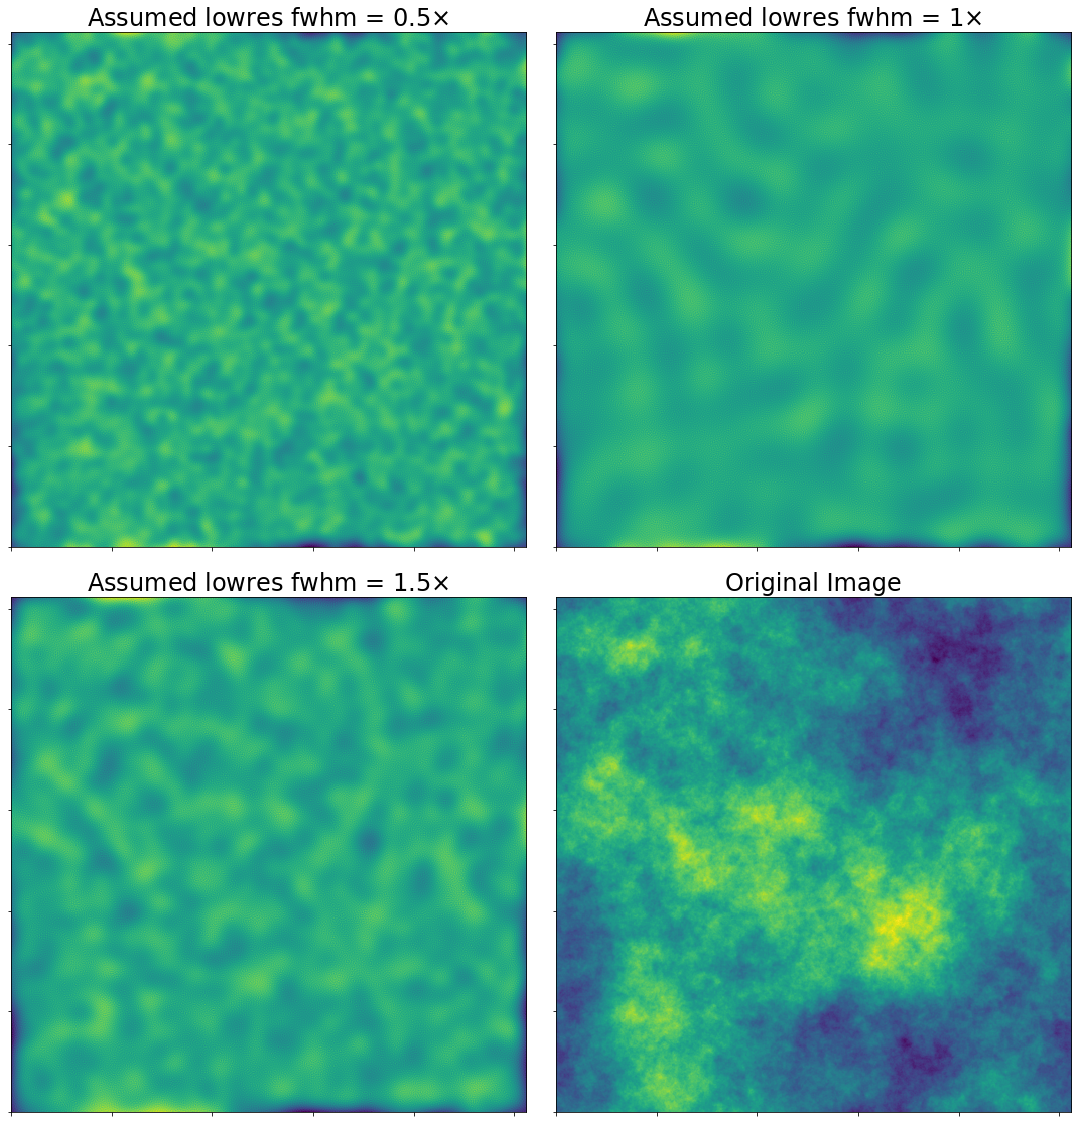 Assumed lowres fwhm = 0.5×
Assumed lowres fwhm = 1×
Assumed lowres fwhm = 1.5×
Original Image